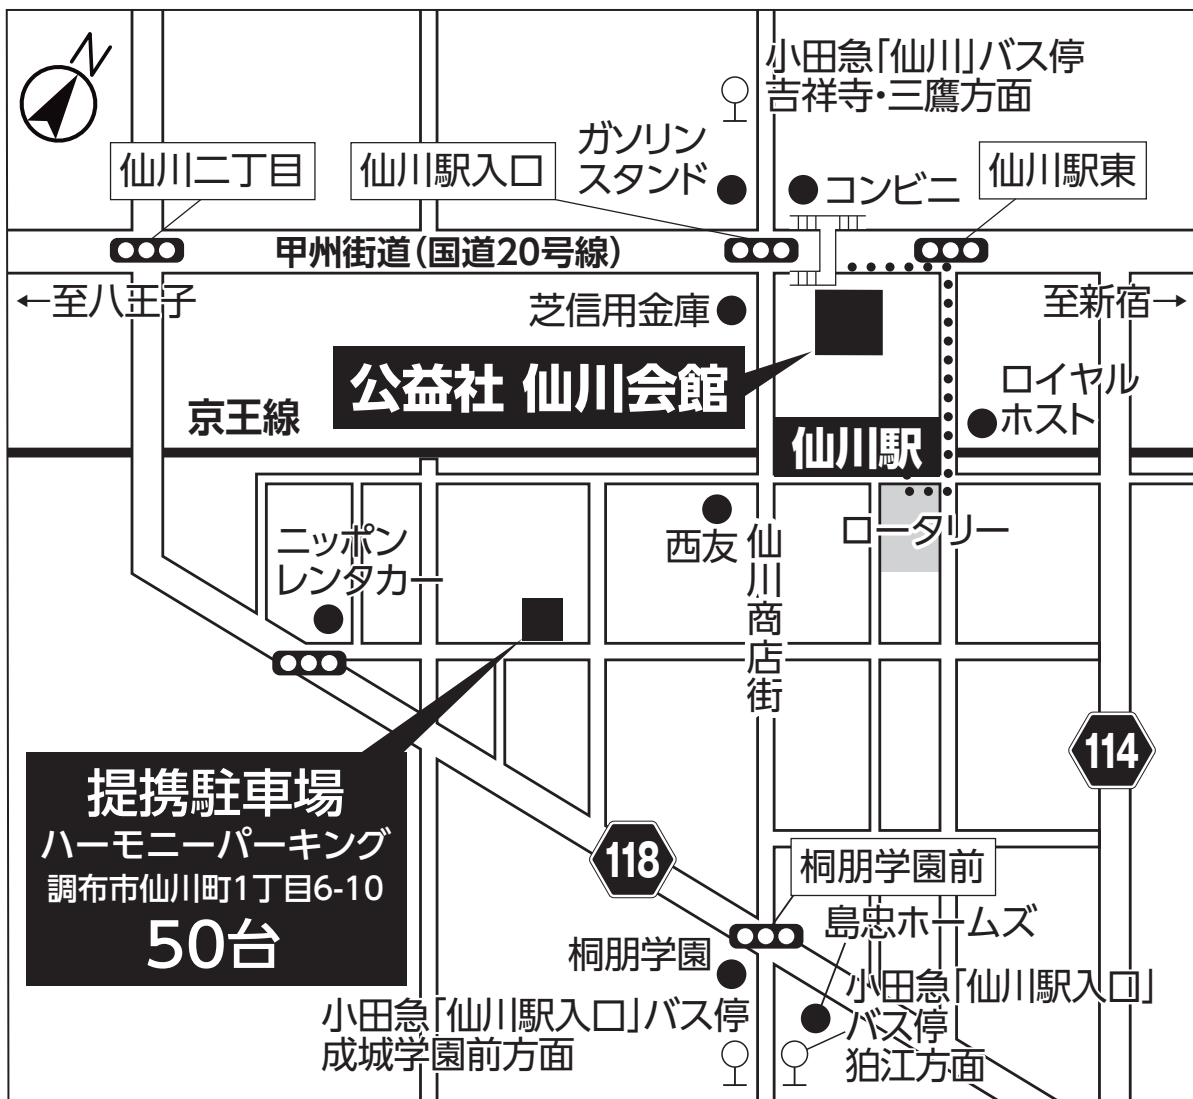 N
小田急「仙川」バス停
吉祥寺・三鷹方面
ガソリン
スタンド
コンビニ
仙川二丁目
仙川駅入口
仙川駅東
甲州街道（国道20号線）
←至八王子
至新宿→
芝信用金庫
公益社 仙川会館
ロイヤル
ホスト
京王線
仙川駅
ロータリー
西友
仙川商店街
ニッポン
レンタカー
提携駐車場
ハーモニーパーキング
調布市仙川町1丁目6-10
50台
114
118
桐朋学園前
島忠ホームズ
桐朋学園
小田急「仙川駅入口」バス停
成城学園前方面
小田急「仙川駅入口」
バス停
狛江方面